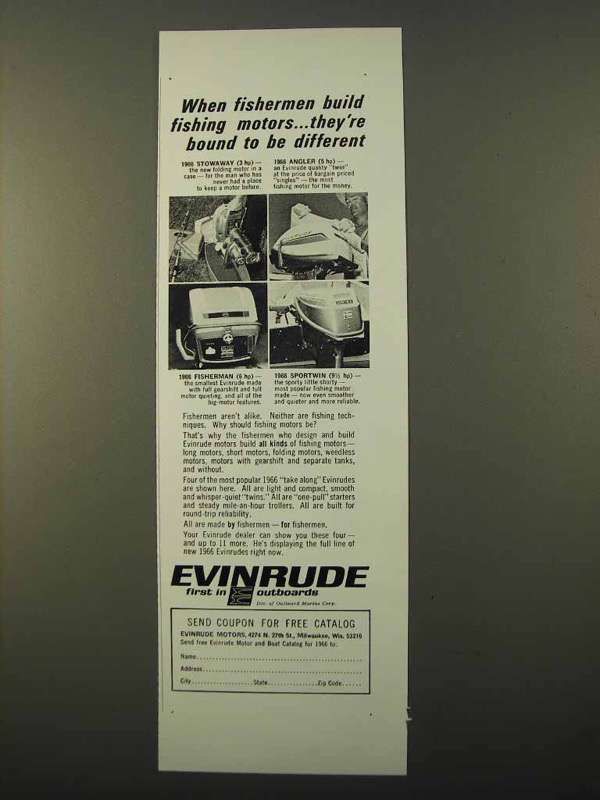 When fishermen build
fishing motors...they're
bound to be different
1966 STOWAWAY (3 hp) —
the new folding motor in a
case — for the man who has
never had a place
to keep a motor before.
1966 ANGLER (5 hp) —
an Evinrude quality "twin"
at the price of bargain priced
"singles" — the most
fishing motor for the money.
1966 FISHERMAN (6 hp) —
the smallest Evinrude made
with full gearshift and full
motor quieting, and all of the
big-motor features.
1966 SPORTWIN (9½ hp) —
the sporty little shorty —
most popular fishing motor
made — now even smoother
and quieter and more reliable.
Fishermen aren't alike. Neither are fishing tech-
niques. Why should fishing motors be?
That's why the fishermen who design and build
Evinrude motors build all kinds of fishing motors—
long motors, short motors, folding motors, weedless
motors, motors with gearshift and separate tanks,
and without.
Four of the most popular 1966 "take along" Evinrudes
are shown here. All are light and compact, smooth
and whisper-quiet "twins." All are "one-pull" starters
and steady mile-an-hour trollers. All are built for
round-trip reliability.
All are made by fishermen — for fishermen.
Your Evinrude dealer can show you these four—
and up to 11 more. He's displaying the full line of
new 1966 Evinrudes right now.
EVINRUDE
first in outboards
Div. of Outboard Marine Corp.
SEND COUPON FOR FREE CATALOG
EVINRUDE MOTORS, 4274 N. 27th St., Milwaukee, Wis. 53216
Send free Evinrude Motor and Boat Catalog for 1966 to:
Name
Address
City State Zip Code